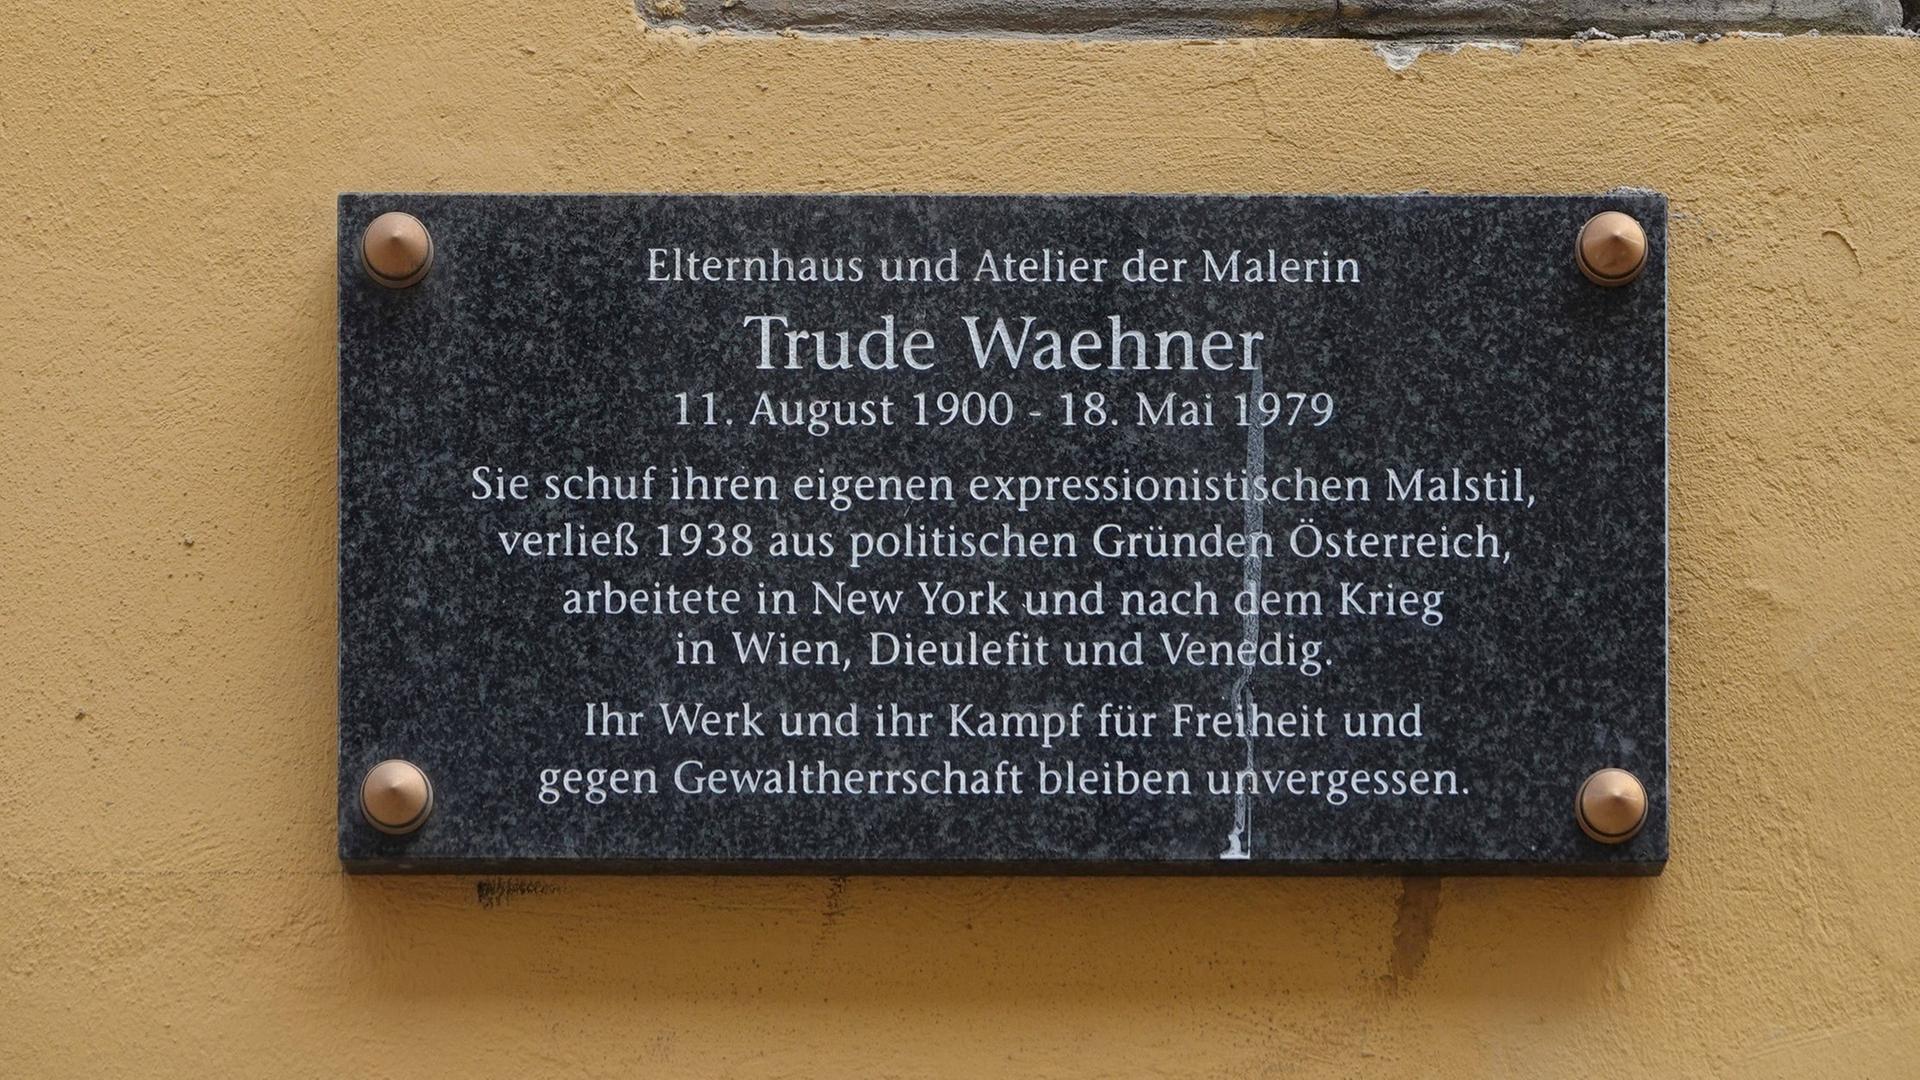 Elternhaus und Atelier der Malerin
Trude Waehner
11. August 1900 - 18. Mai 1979
Sie schuf ihren eigenen expressionistischen Malstil,
verließ 1938 aus politischen Gründen Österreich,
arbeitete in New York und nach dem Krieg
in Wien, Dieulefit und Venedig.
Ihr Werk und ihr Kampf für Freiheit und
gegen Gewaltherrschaft bleiben unvergessen.